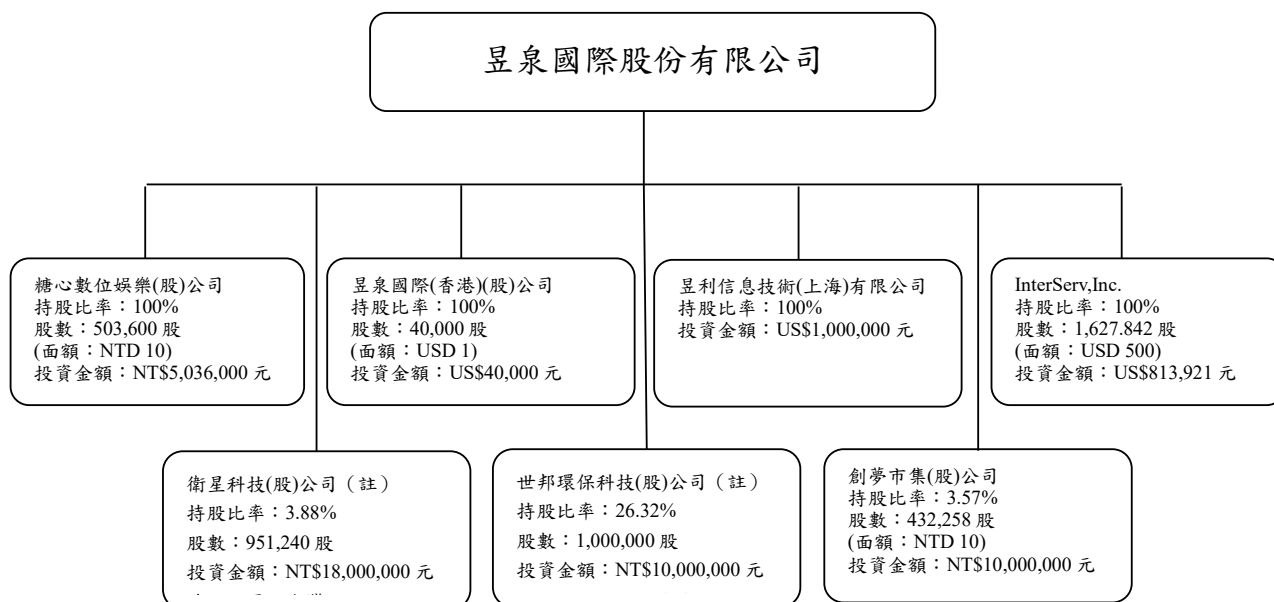 昱泉國際股份有限公司
糖心數位娛樂(股)公司
持股比率：100%
股數：503,600 股
(面額：NTD 10)
投資金額：NT$5,036,000 元
昱泉國際(香港)(股)公司
持股比率：100%
股數：40,000 股
(面額：USD 1)
投資金額：US$40,000 元
昱利信息技術(上海)有限公司
持股比率：100%
投資金額：US$1,000,000 元
InterServ,Inc.
持股比率：100%
股數：1,627.842 股
(面額：USD 500)
投資金額：US$813,921 元
衛星科技(股)公司（註）
持股比率：3.88%
股數：951,240 股
投資金額：NT$18,000,000 元
世邦環保科技(股)公司（註）
持股比率：26.32%
股數：1,000,000 股
投資金額：NT$10,000,000 元
創夢市集(股)公司
持股比率：3.57%
股數：432,258 股
(面額：NTD 10)
投資金額：NT$10,000,000 元